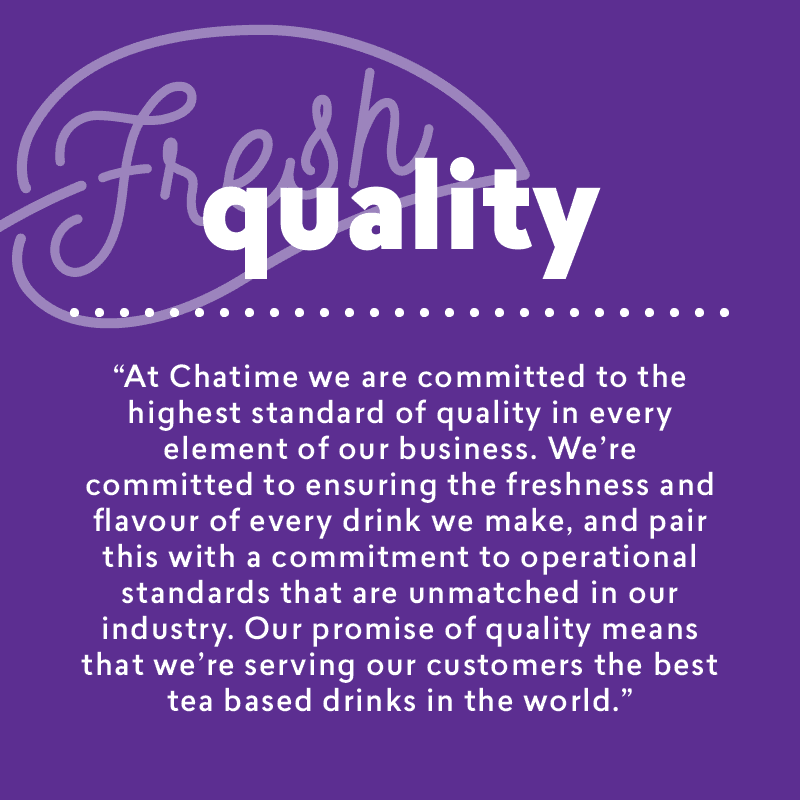 Fresh
quality
“At Chatime we are committed to the
highest standard of quality in every
element of our business. We’re
committed to ensuring the freshness and
flavour of every drink we make, and pair
this with a commitment to operational
standards that are unmatched in our
industry. Our promise of quality means
that we’re serving our customers the best
tea based drinks in the world.”